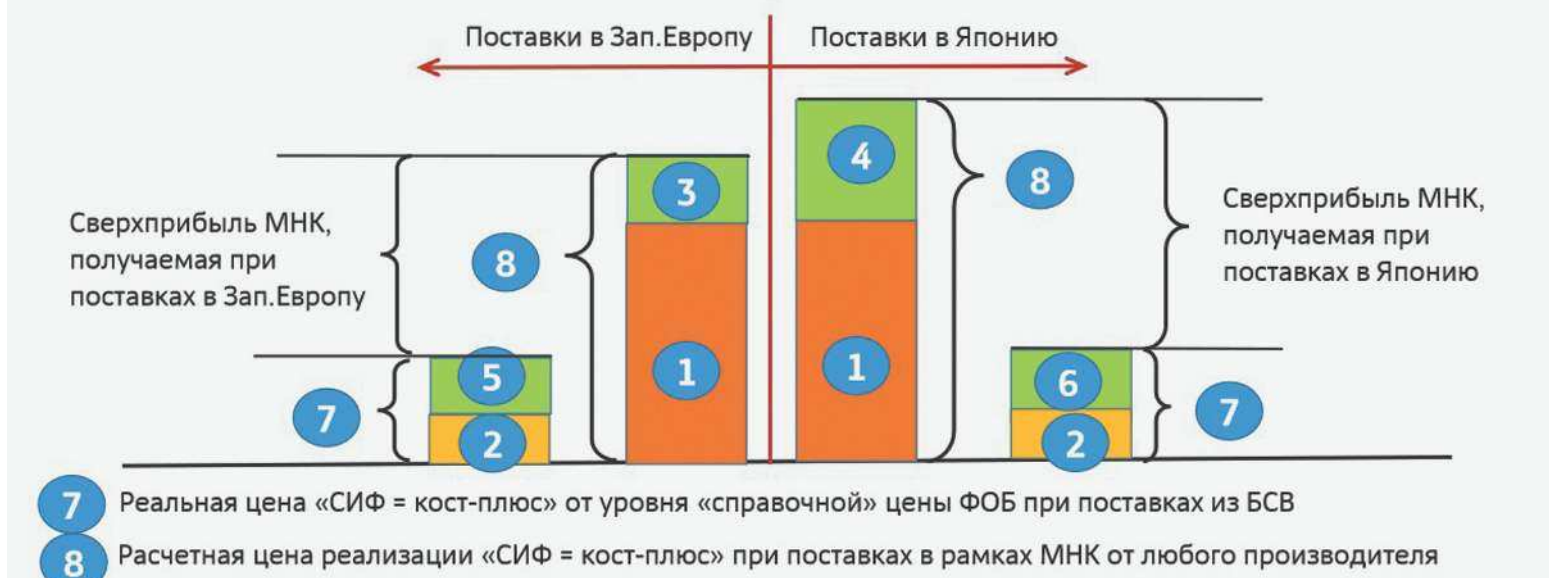 Поставки в Зап.Европу
Поставки в Японию
4
3
8
Сверхприбыль МНК,
получаемая при
поставках в Зап.Европу
8
Сверхприбыль МНК,
получаемая при
поставках в Японию
1
1
5
6
7
7
2
2
7 Реальная цена «СИФ = кост-плюс» от уровня «справочной» цены ФОБ при поставках из БСВ
8 Расчетная цена реализации «СИФ = кост-плюс» при поставках в рамках МНК от любого производителя